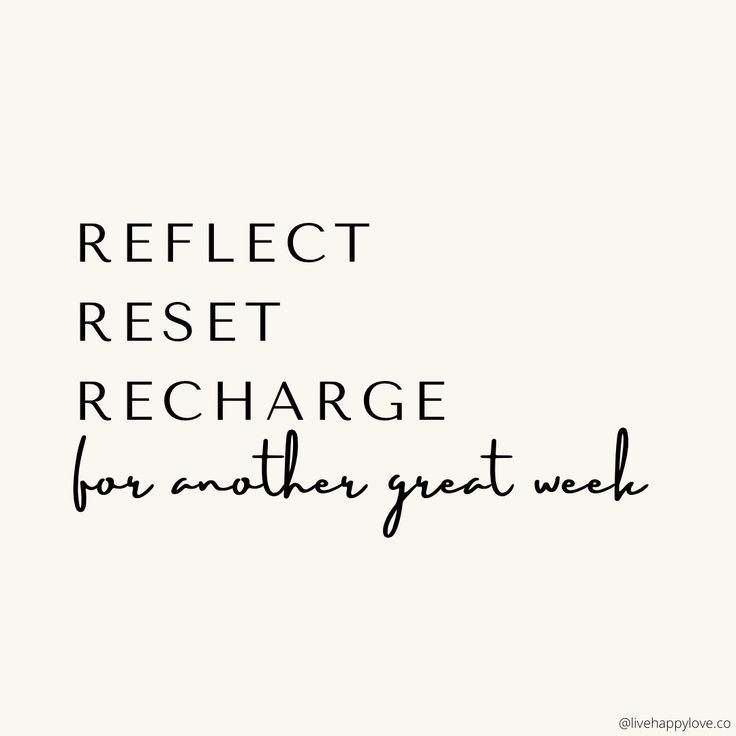 REFLECT
RESET
RECHARGE
for another great week
@livehappylove.co